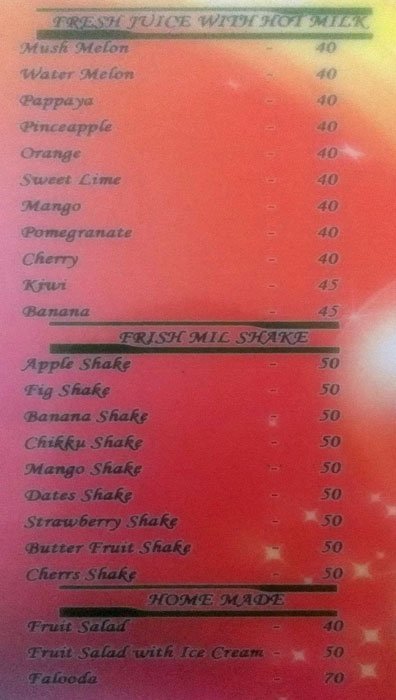 FRESH JUICE WITH HOT MILK
Mush Melon - 40
Water Melon - 40
Pappaya - 40
Pinceapple - 40
Orange - 40
Sweet Lime - 40
Mango - 40
Pomegranate - 40
Cherry - 40
Kiwi - 45
Banana - 45
FRISH MIL SHAKE
Apple Shake - 50
Fig Shake - 50
Banana Shake - 50
Chikku Shake - 50
Mango Shake - 50
Dates Shake - 50
Strawberry Shake - 50
Butter Fruit Shake - 50
Cherrs Shake - 50
HOME MADE
Fruit Salad - 40
Fruit Salad with Ice Cream - 50
Falooda - 70